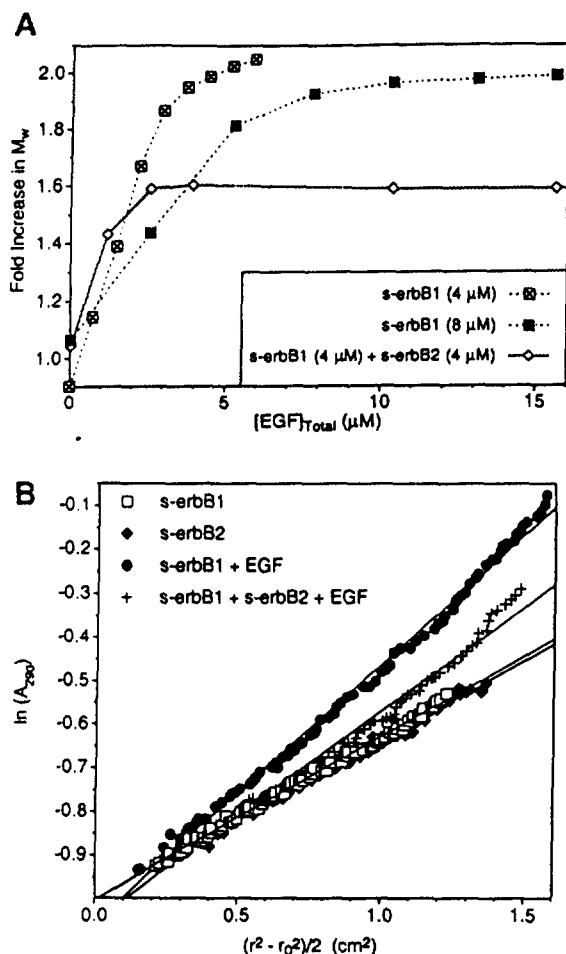 A
Fold Increase in Mw
2.0
1.8
1.6
1.4
1.2
1.0
s-erbB1 (4 µM)
s-erbB1 (8 µM)
s-erbB1 (4 µM) + s-erbB2 (4 µM)
0 5 10 15
[EGF]Total (µM)
B
ln (A290)
-0.1
-0.2
-0.3
-0.4
-0.5
-0.6
-0.7
-0.8
-0.9
s-erbB1
s-erbB2
s-erbB1 + EGF
s-erbB1 + s-erbB2 + EGF
0.0 0.5 1.0 1.5
(r² - r0²)/2 (cm²)